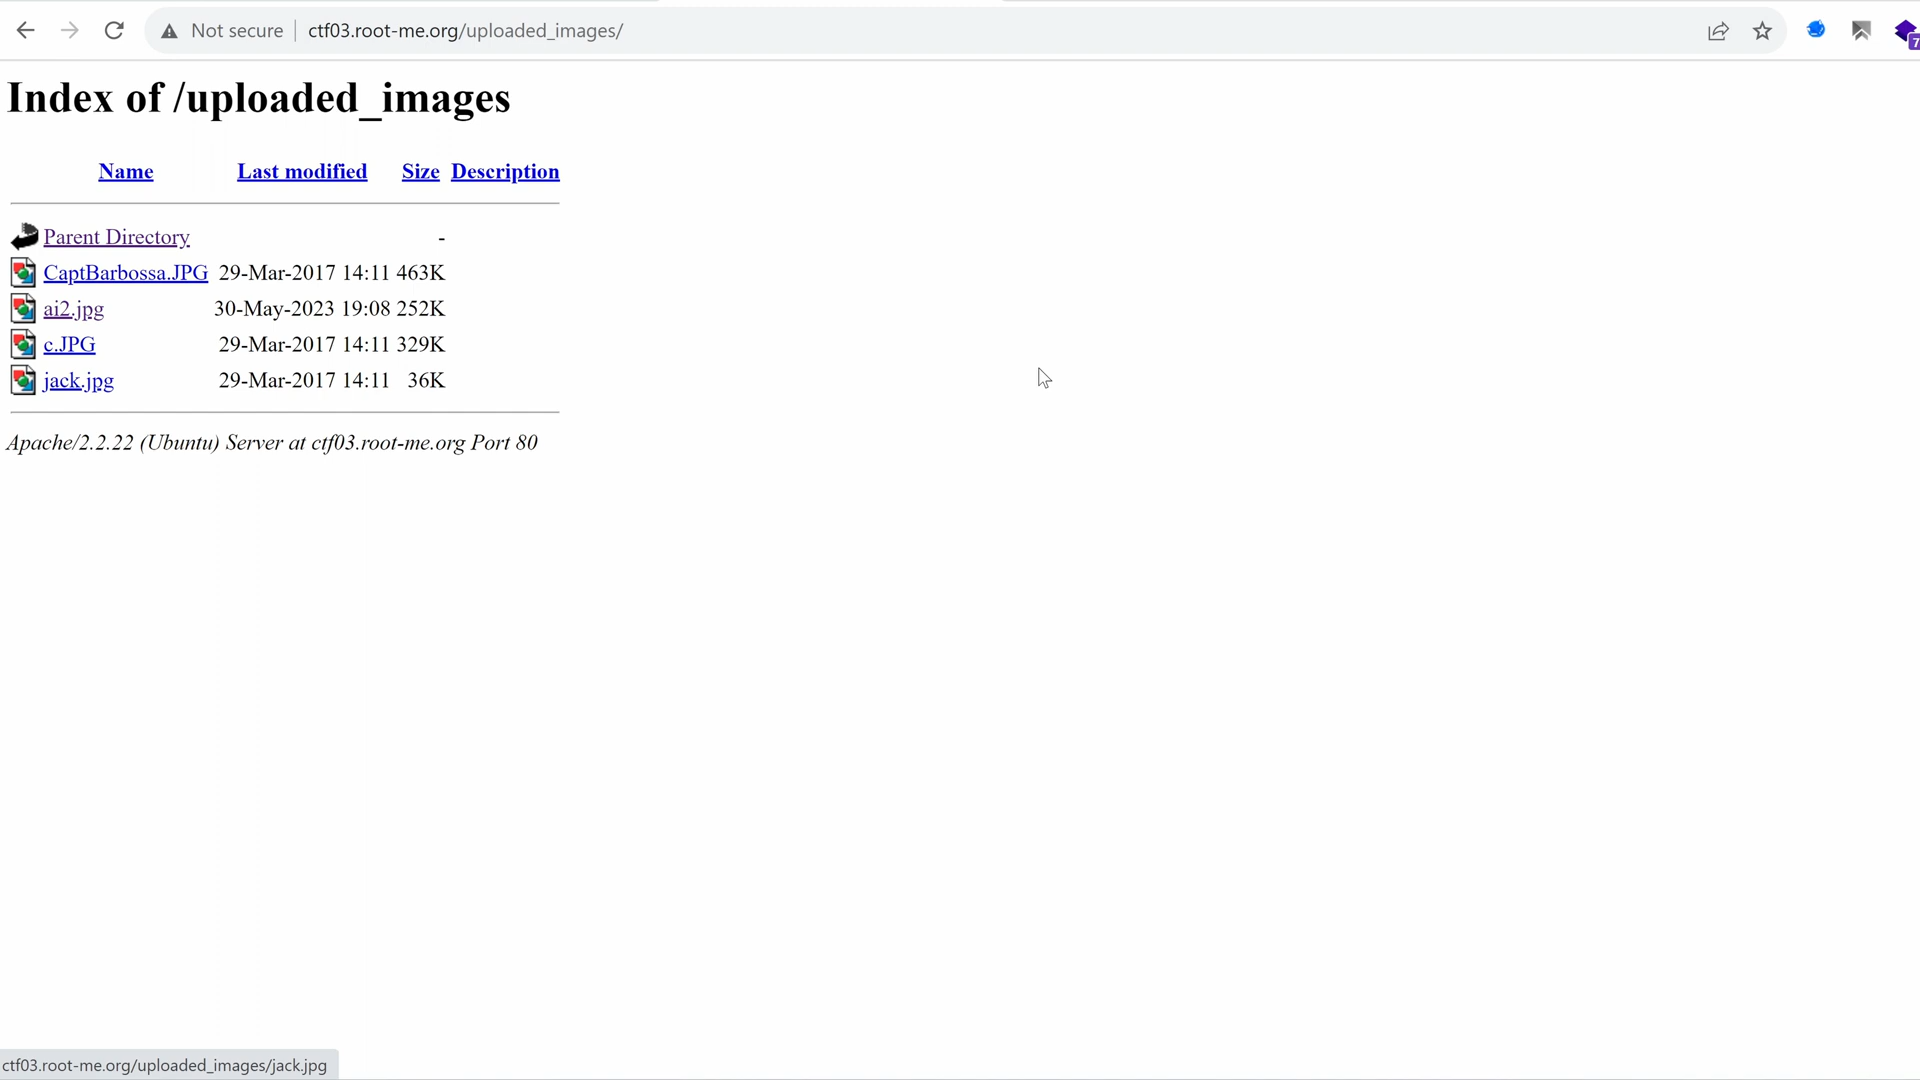 Not secure ctf03.root-me.org/uploaded_images/
7
Index of /uploaded_images
Name Last modified Size Description
Parent Directory -
CaptBarbossa.JPG 29-Mar-2017 14:11 463K
ai2.jpg 30-May-2023 19:08 252K
c.JPG 29-Mar-2017 14:11 329K
jack.jpg 29-Mar-2017 14:11 36K
Apache/2.2.22 (Ubuntu) Server at ctf03.root-me.org Port 80
ctf03.root-me.org/uploaded_images/jack.jpg